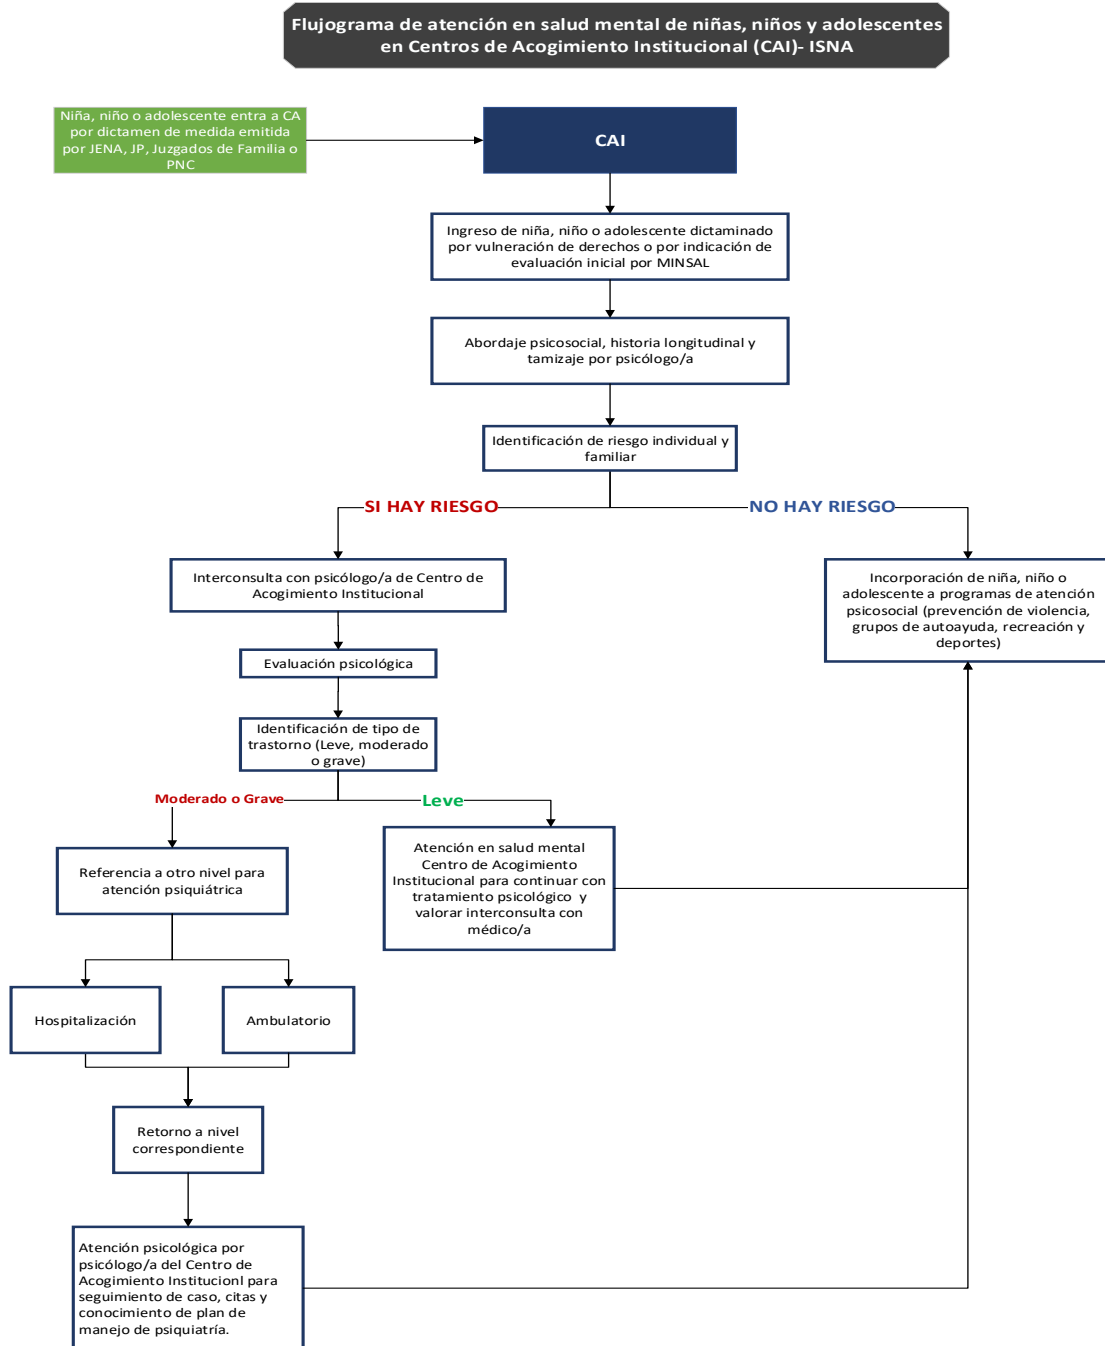 Flujograma de atención en salud mental de niñas, niños y adolescentes
en Centros de Acogimiento Institucional (CAI)- ISNA
Niña, niño o adolescente entra a CA
por dictamen de medida emitida
por JENA, JP, Juzgados de Familia o
PNC
CAI
Ingreso de niña, niño o adolescente dictaminado
por vulneración de derechos o por indicación de
evaluación inicial por MINSAL
Abordaje psicosocial, historia longitudinal y
tamizaje por psicólogo/a
Identificación de riesgo individual y
familiar
SI HAY RIESGO
NO HAY RIESGO
Interconsulta con psicólogo/a de Centro de
Acogimiento Institucional
Incorporación de niña, niño o
adolescente a programas de atención
psicosocial (prevención de violencia,
grupos de autoayuda, recreación y
deportes)
Evaluación psicológica
Identificación de tipo de
trastorno (Leve, moderado
o grave)
Moderado o Grave
Leve
Referencia a otro nivel para
atención psiquiátrica
Atención en salud mental
Centro de Acogimiento
Institucional para continuar con
tratamiento psicológico y
valorar interconsulta con
médico/a
Hospitalización
Ambulatorio
Retorno a nivel
correspondiente
Atención psicológica por
psicólogo/a del Centro de
Acogimiento Institucionl para
seguimiento de caso, citas y
conocimiento de plan de
manejo de psiquiatría.